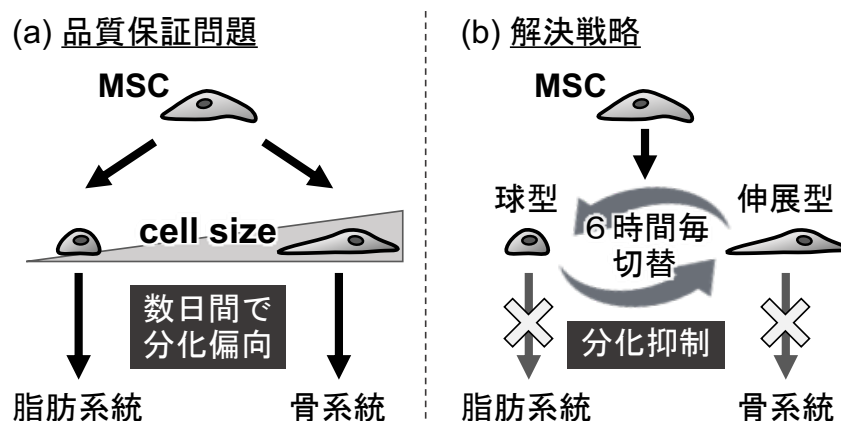 (a) 品質保証問題
MSC
cell size
数日間で
分化偏向
脂肪系統
骨系統
(b) 解決戦略
MSC
球型
伸展型
６時間毎
切替
分化抑制
脂肪系統
骨系統